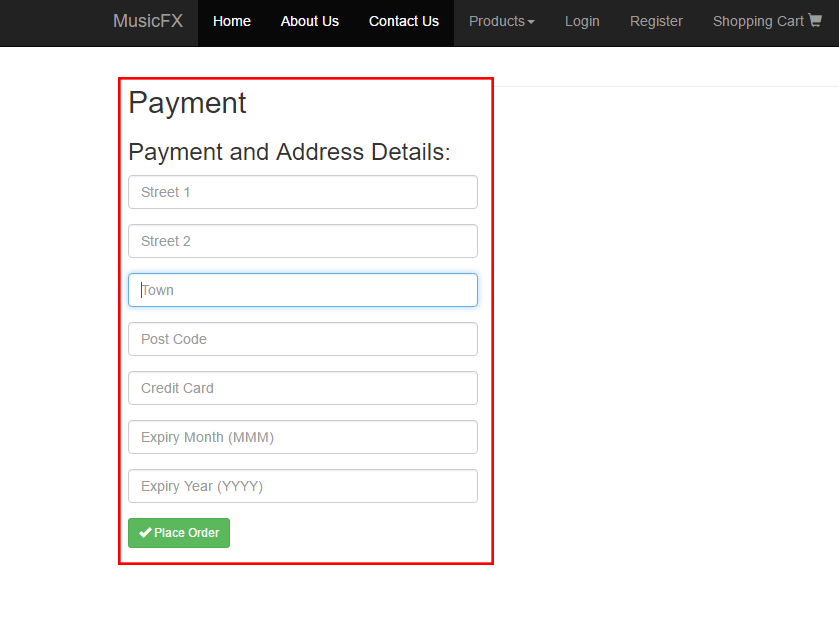 MusicFX Home About Us Contact Us Products Login Register Shopping Cart
Payment
Payment and Address Details:
Street 1
Street 2
Town
Post Code
Credit Card
Expiry Month (MMM)
Expiry Year (YYYY)
Place Order